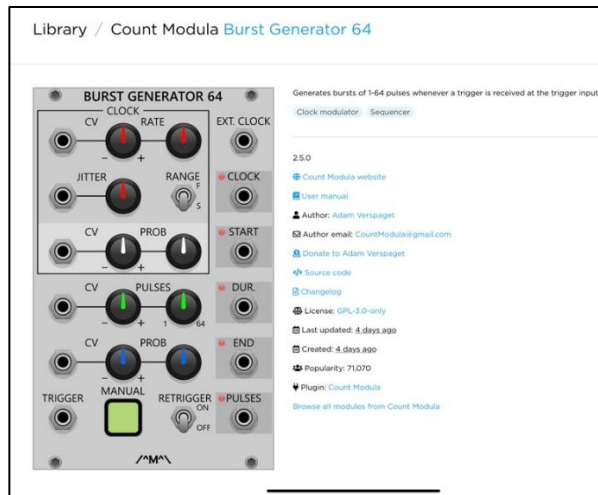 Library / Count Modula Burst Generator 64
BURST GENERATOR 64
CLOCK
CV RATE EXT. CLOCK
- +
JITTER RANGE CLOCK
F
S
CV PROB START
- +
CV PULSES DUR.
- + 1 64
CV PROB END
- +
TRIGGER MANUAL RETRIGGER PULSES
ON
OFF
/^M^\
Generates bursts of 1-64 pulses whenever a trigger is received at the trigger input
Clock modulator Sequencer
2.5.0
Count Modula website
User manual
Author: Adam Verspaget
Author email: CountModula@gmail.com
Donate to Adam Verspaget
</> Source code
Changelog
License: GPL-3.0-only
Last updated: 4 days ago
Created: 4 days ago
Popularity: 71,070
Plugin: Count Modula
Browse all modules from Count Modula